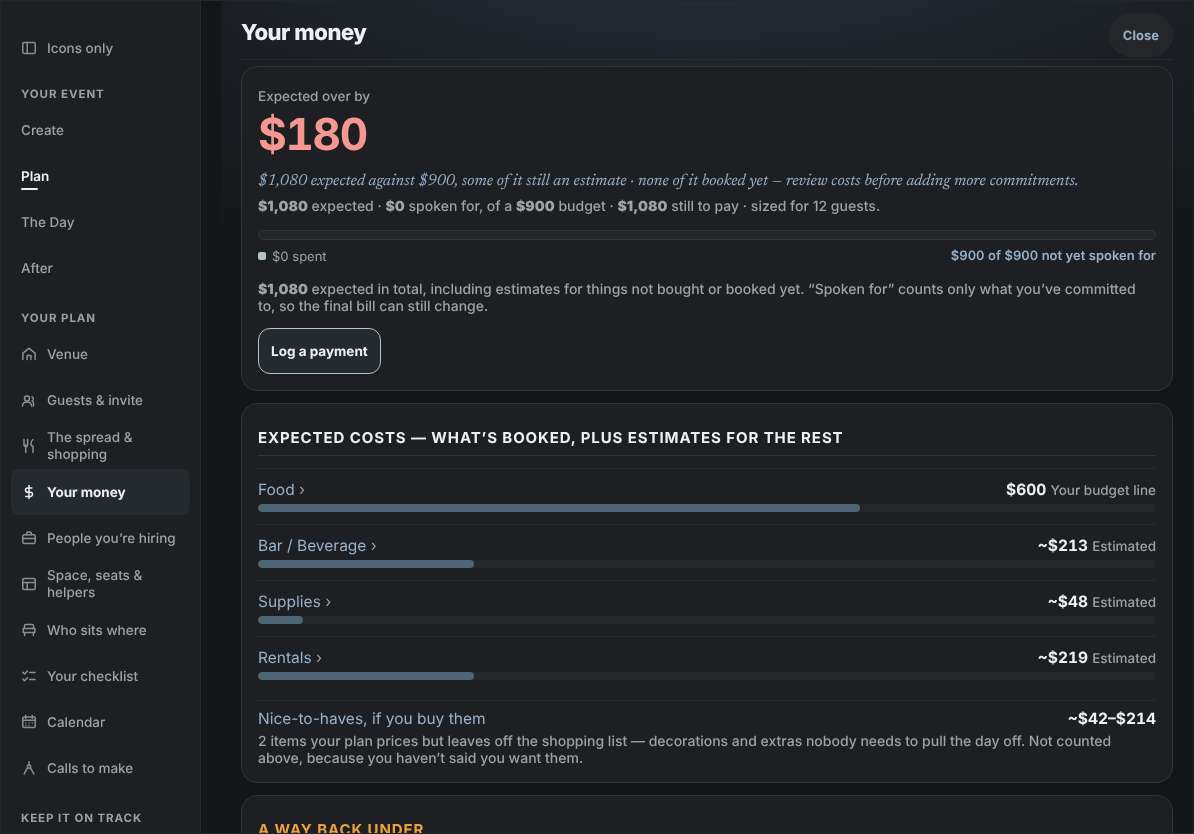 Icons only
YOUR EVENT
Create
Plan
The Day
After
YOUR PLAN
Venue
Guests & invite
The spread &
shopping
Your money
People you’re hiring
Space, seats &
helpers
Who sits where
Your checklist
Calendar
Calls to make
KEEP IT ON TRACK
Your money
Close
Expected over by
$180
$1,080 expected against $900, some of it still an estimate · none of it booked yet — review costs before adding more commitments.
$1,080 expected · $0 spoken for, of a $900 budget · $1,080 still to pay · sized for 12 guests.
$0 spent
$900 of $900 not yet spoken for
$1,080 expected in total, including estimates for things not bought or booked yet. “Spoken for” counts only what you’ve committed
to, so the final bill can still change.
Log a payment
EXPECTED COSTS — WHAT’S BOOKED, PLUS ESTIMATES FOR THE REST
Food › $600 Your budget line
Bar / Beverage › ~$213 Estimated
Supplies › ~$48 Estimated
Rentals › ~$219 Estimated
Nice-to-haves, if you buy them ~$42–$214
2 items your plan prices but leaves off the shopping list — decorations and extras nobody needs to pull the day off. Not counted
above, because you haven’t said you want them.
A WAY BACK UNDER